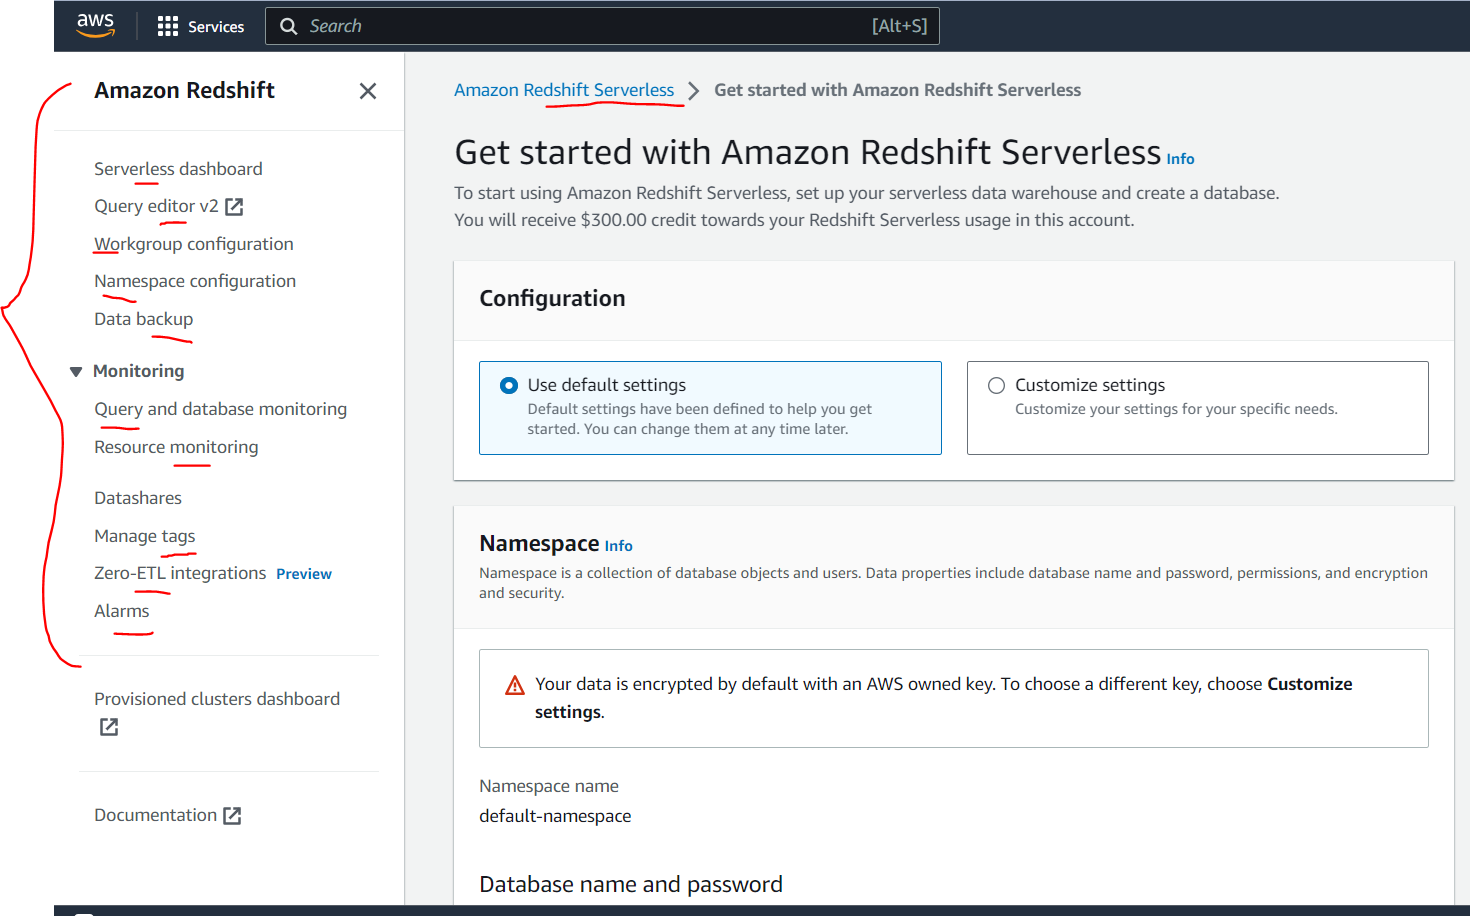 aws
Services
Search
[Alt+S]
Amazon Redshift
Serverless dashboard
Query editor v2
Workgroup configuration
Namespace configuration
Data backup
Monitoring
Query and database monitoring
Resource monitoring
Datashares
Manage tags
Zero-ETL integrations Preview
Alarms
Provisioned clusters dashboard
Documentation
Amazon Redshift Serverless > Get started with Amazon Redshift Serverless
Get started with Amazon Redshift Serverless Info
To start using Amazon Redshift Serverless, set up your serverless data warehouse and create a database.
You will receive $300.00 credit towards your Redshift Serverless usage in this account.
Configuration
Use default settings
Default settings have been defined to help you get
started. You can change them at any time later.
Customize settings
Customize your settings for your specific needs.
Namespace Info
Namespace is a collection of database objects and users. Data properties include database name and password, permissions, and encryption
and security.
Your data is encrypted by default with an AWS owned key. To choose a different key, choose Customize
settings.
Namespace name
default-namespace
Database name and password